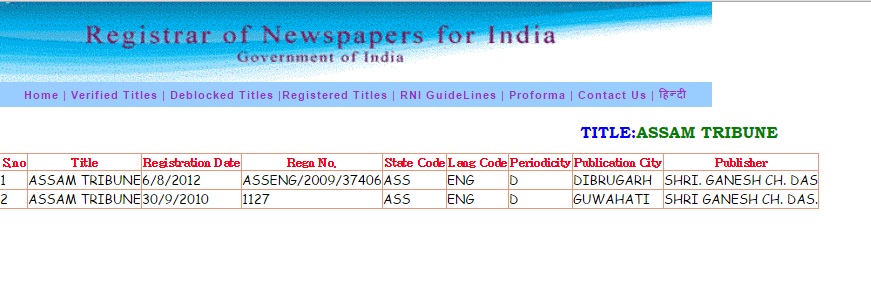 Registrar of Newspapers for India
Government of India
Home | Verified Titles | Deblocked Titles |Registered Titles | RNI GuideLines | Proforma | Contact Us | हिन्दी
TITLE:ASSAM TRIBUNE
S.no Title Registration Date Regn No. State Code Lang Code Periodicity Publication City Publisher
1 ASSAM TRIBUNE 6/8/2012 ASSENG/2009/37406 ASS ENG D DIBRUGARH SHRI. GANESH CH. DAS
2 ASSAM TRIBUNE 30/9/2010 1127 ASS ENG D GUWAHATI SHRI GANESH CH. DAS.